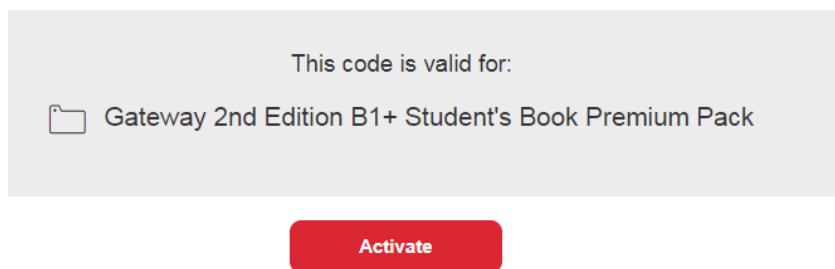 This code is valid for:
Gateway 2nd Edition B1+ Student's Book Premium Pack
Activate